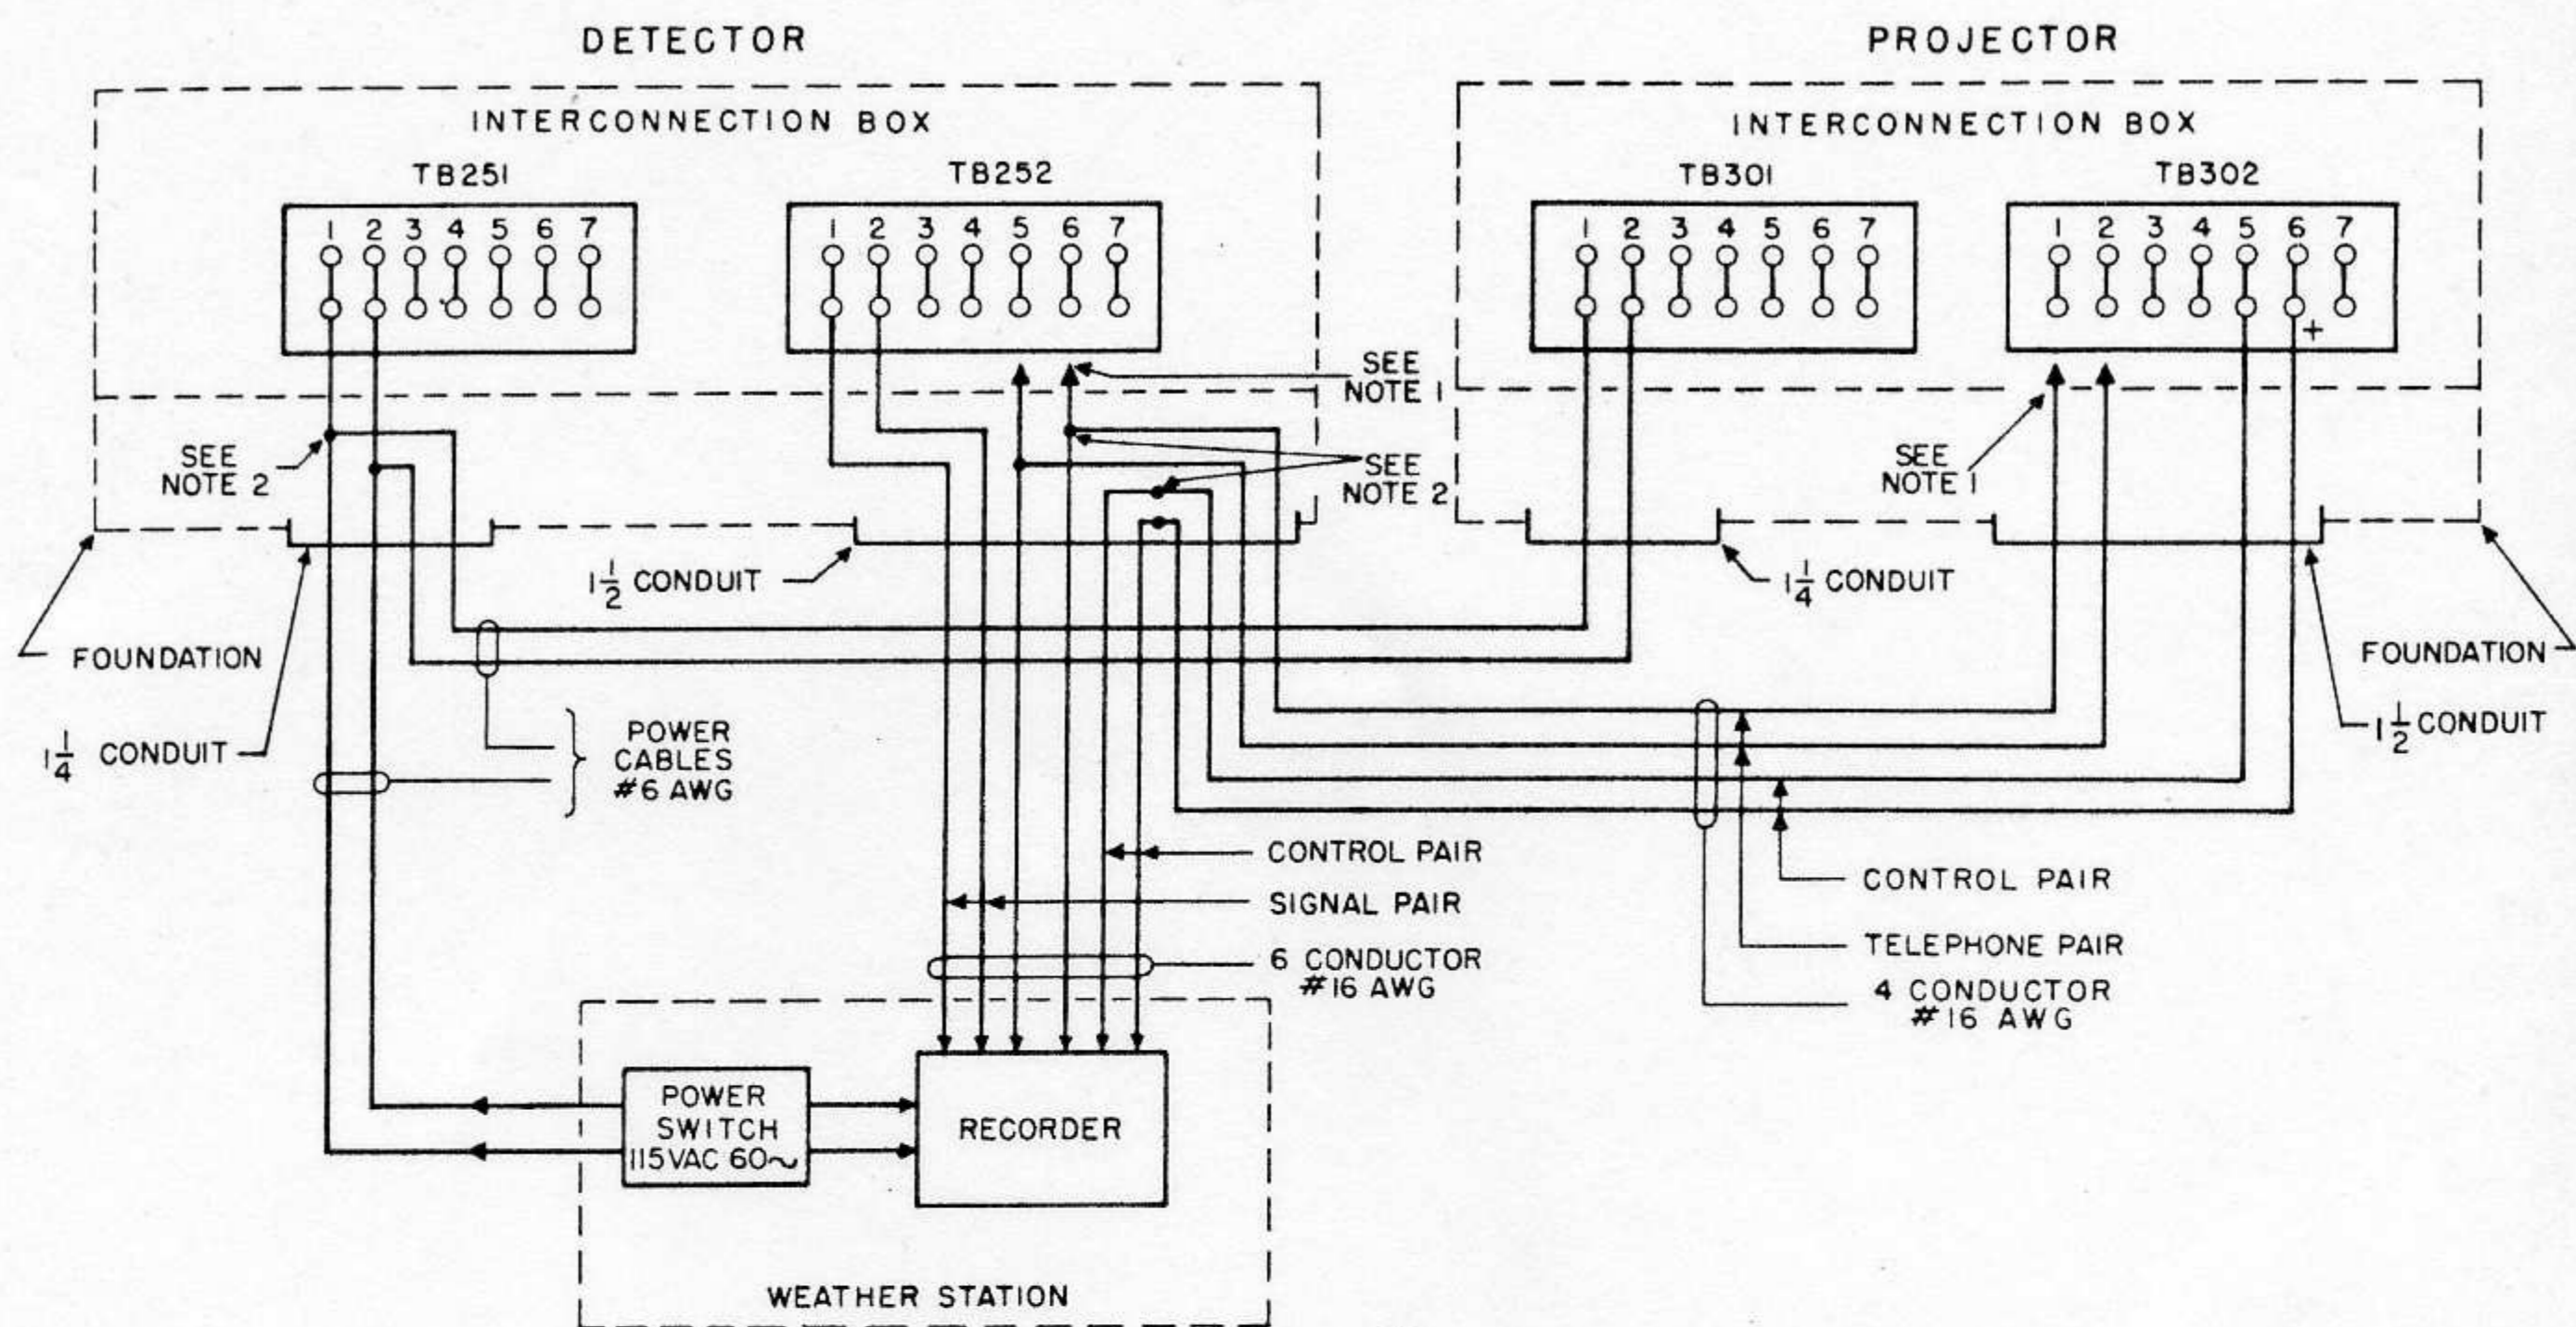 DETECTOR
PROJECTOR
INTERCONNECTION BOX
INTERCONNECTION BOX
TB251
TB252
TB301
TB302
1 2 3 4 5 6 7
1 2 3 4 5 6 7
1 2 3 4 5 6 7
1 2 3 4 5 6 7
+
SEE
NOTE 1
SEE
NOTE 2
SEE
NOTE 2
SEE
NOTE 1
1 1/2 CONDUIT
1 1/4 CONDUIT
FOUNDATION
FOUNDATION
1 1/4 CONDUIT
1 1/2 CONDUIT
POWER
CABLES
#6 AWG
CONTROL PAIR
SIGNAL PAIR
6 CONDUCTOR
#16 AWG
CONTROL PAIR
TELEPHONE PAIR
4 CONDUCTOR
#16 AWG
POWER
SWITCH
115VAC 60~
RECORDER
WEATHER STATION